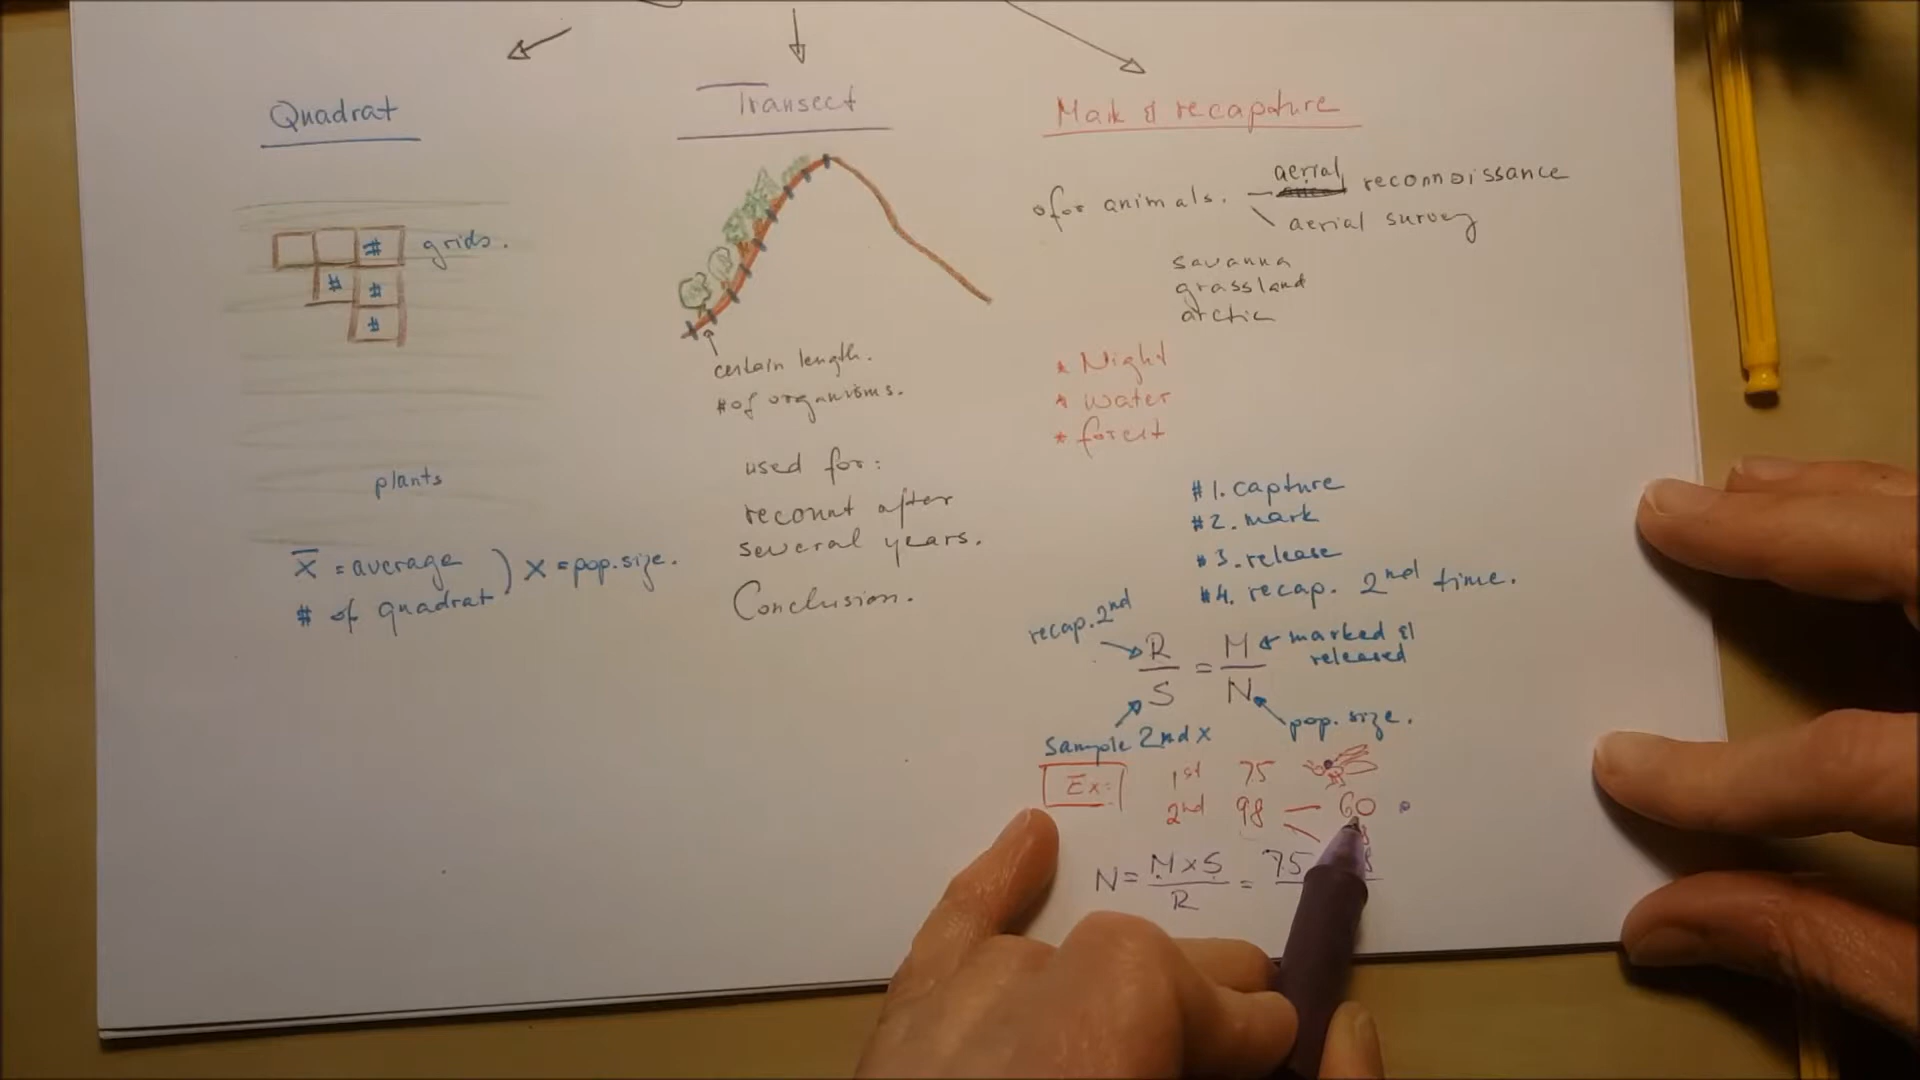 Quadrat
grids.
#
# #
#
plants
x̄ = average
# of quadrat
) x = pop. size.
Transect
certain length.
# of organisms.
used for:
recount after
several years.
Conclusion.
Mark & recapature
for animals. — aerial reconnoissance
\ aerial survey
savanna
grassland
arctic
* Night
* water
* forest
#1. capture
#2. mark
#3. release
#4. recap. 2nd time.
recap. 2nd
R/S = M/N
marked &
released
Sample 2nd x
pop. size.
Ex:
1st 75
2nd 98 — 60
N = M x S / R = 75